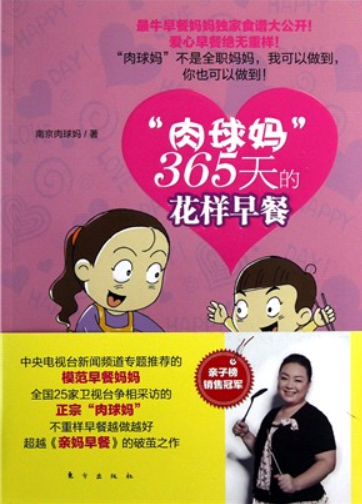 最牛早餐妈妈独家食谱大公开！
爱心早餐绝无重样！
“肉球妈”不是全职妈妈，我可以做到，
你也可以做到！
南京肉球妈／著
“肉球妈”
365天的
花样早餐
中央电视台新闻频道专题推荐的
模范早餐妈妈
全国25家卫视台争相采访的
正宗“肉球妈”
不重样早餐越做越好
超越《亲妈早餐》的破茧之作
东方出版社
亲子榜
销售冠军